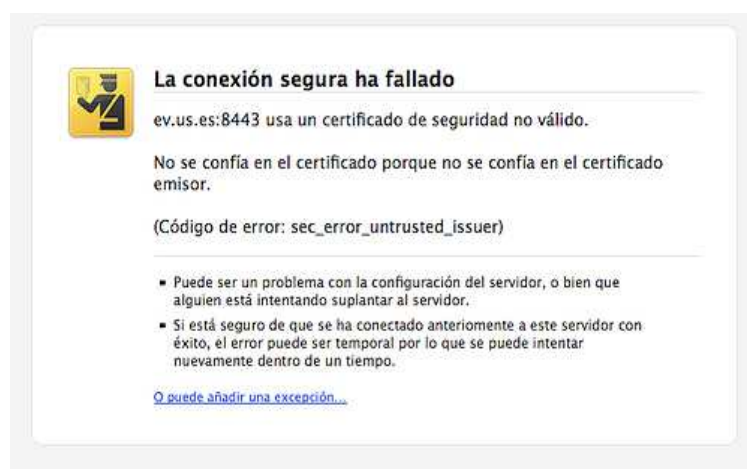 La conexión segura ha fallado
ev.us.es:8443 usa un certificado de seguridad no válido.
No se confía en el certificado porque no se confía en el certificado
emisor.
(Código de error: sec_error_untrusted_issuer)
Puede ser un problema con la configuración del servidor, o bien que
alguien está intentando suplantar al servidor.
Si está seguro de que se ha conectado anteriormente a este servidor con
éxito, el error puede ser temporal por lo que se puede intentar
nuevamente dentro de un tiempo.
O puede añadir una excepción...